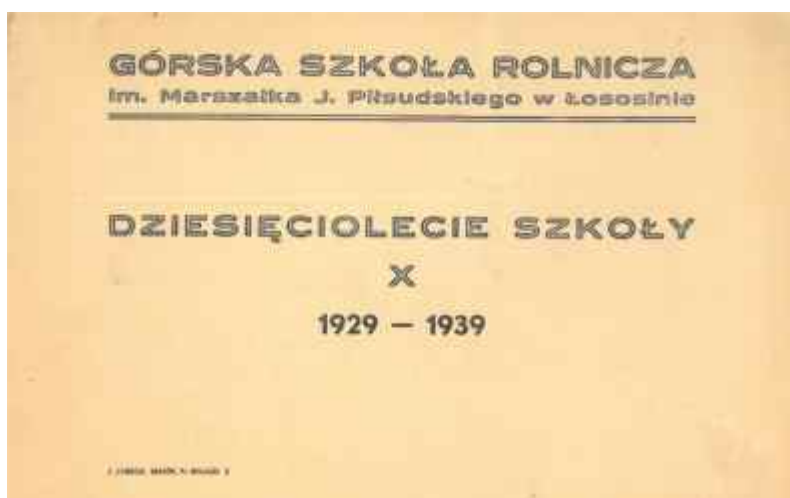 GÓRSKA SZKOŁA ROLNICZA
im. Marszałka J. Piłsudskiego w Łososinie
DZIESIĘCIOLECIE SZKOŁY
X
1929 — 1939